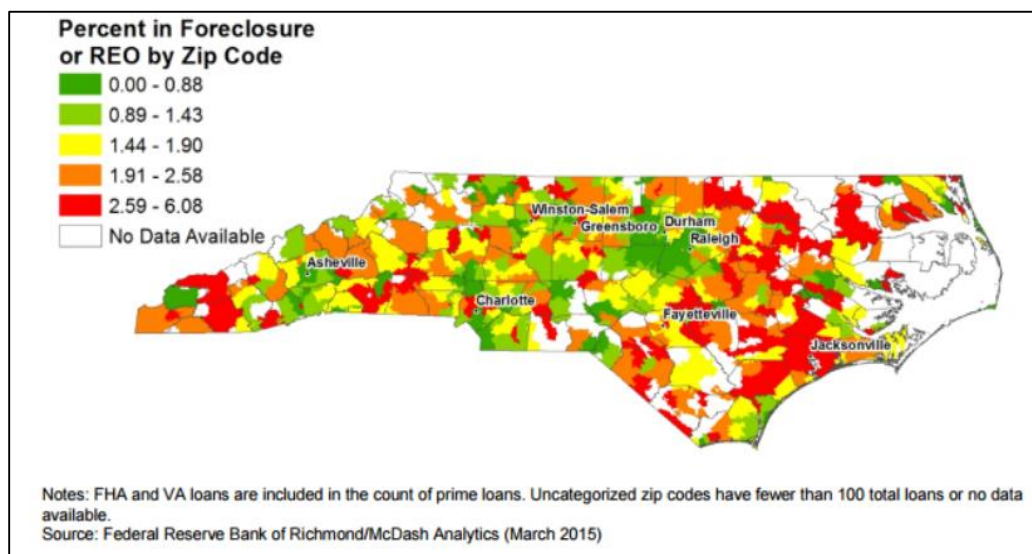 Percent in Foreclosure
or REO by Zip Code
0.00 - 0.88
0.89 - 1.43
1.44 - 1.90
1.91 - 2.58
2.59 - 6.08
No Data Available
Winston-Salem
Greensboro
Durham
Raleigh
Asheville
Charlotte
Fayetteville
Jacksonville
Notes: FHA and VA loans are included in the count of prime loans. Uncategorized zip codes have fewer than 100 total loans or no data
available.
Source: Federal Reserve Bank of Richmond/McDash Analytics (March 2015)